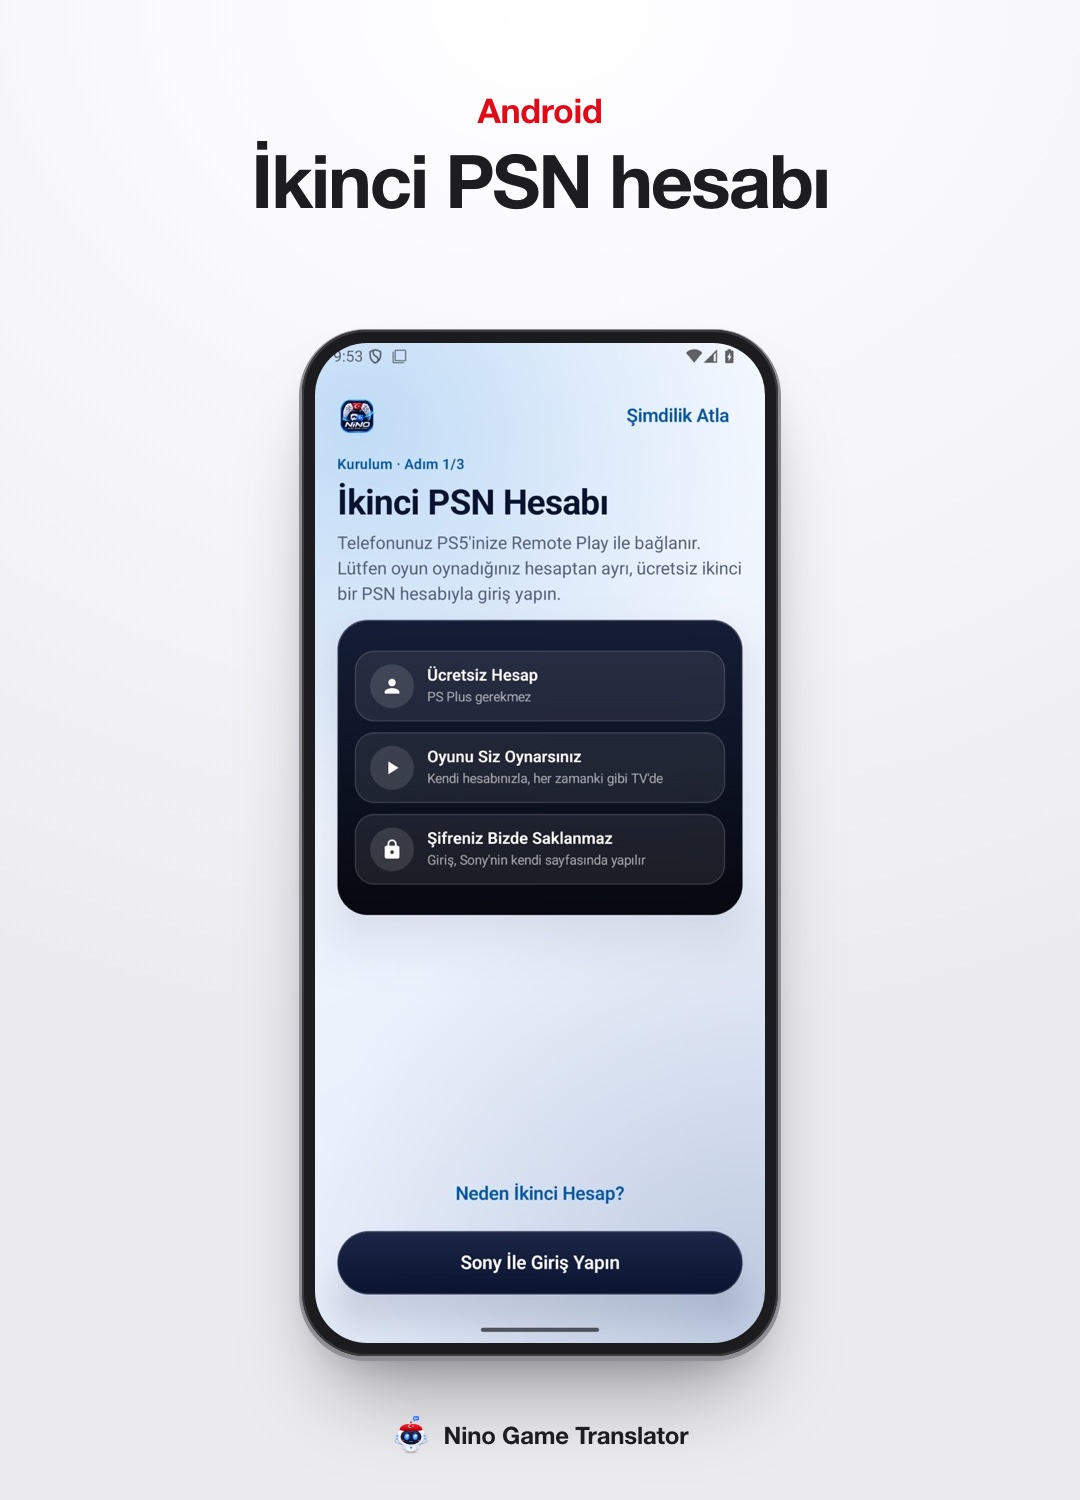 Android
İkinci PSN hesabı
9:53
NiNO
Şimdilik Atla
Kurulum · Adım 1/3
İkinci PSN Hesabı
Telefonunuz PS5'inize Remote Play ile bağlanır.
Lütfen oyun oynadığınız hesaptan ayrı, ücretsiz ikinci
bir PSN hesabıyla giriş yapın.
Ücretsiz Hesap
PS Plus gerekmez
Oyunu Siz Oynarsınız
Kendi hesabınızla, her zamanki gibi TV'de
Şifreniz Bizde Saklanmaz
Giriş, Sony'nin kendi sayfasında yapılır
Neden İkinci Hesap?
Sony İle Giriş Yapın
Nino Game Translator